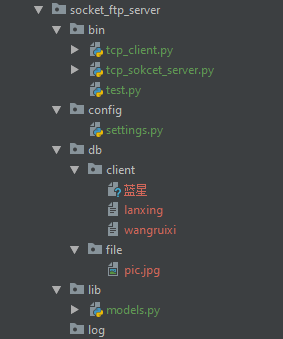 socket_ftp_server
bin
tcp_client.py
tcp_sokcet_server.py
test.py
config
settings.py
db
client
蓝星
lanxing
wangruixi
file
pic.jpg
lib
models.py
log